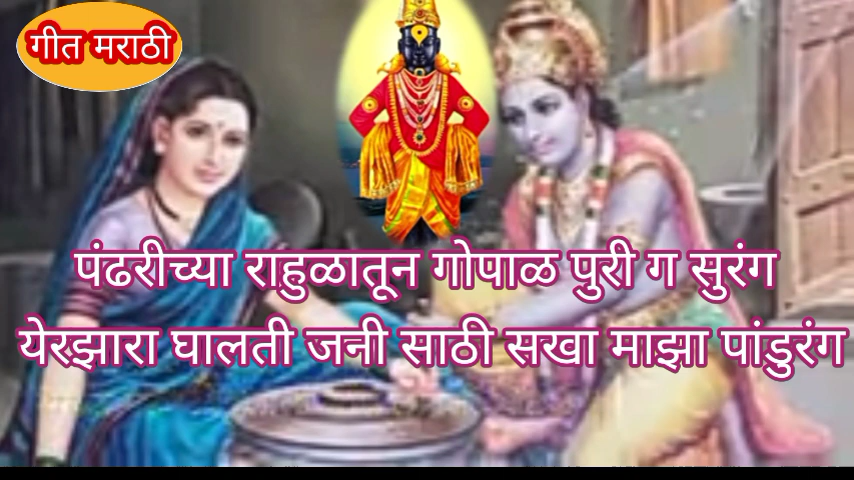 गीत मराठी
पंढरीच्या राहुळातून गोपाळ पुरी ग सुरंग
येरझारा घालती जनी साठी सखा माझा पांडुरंग